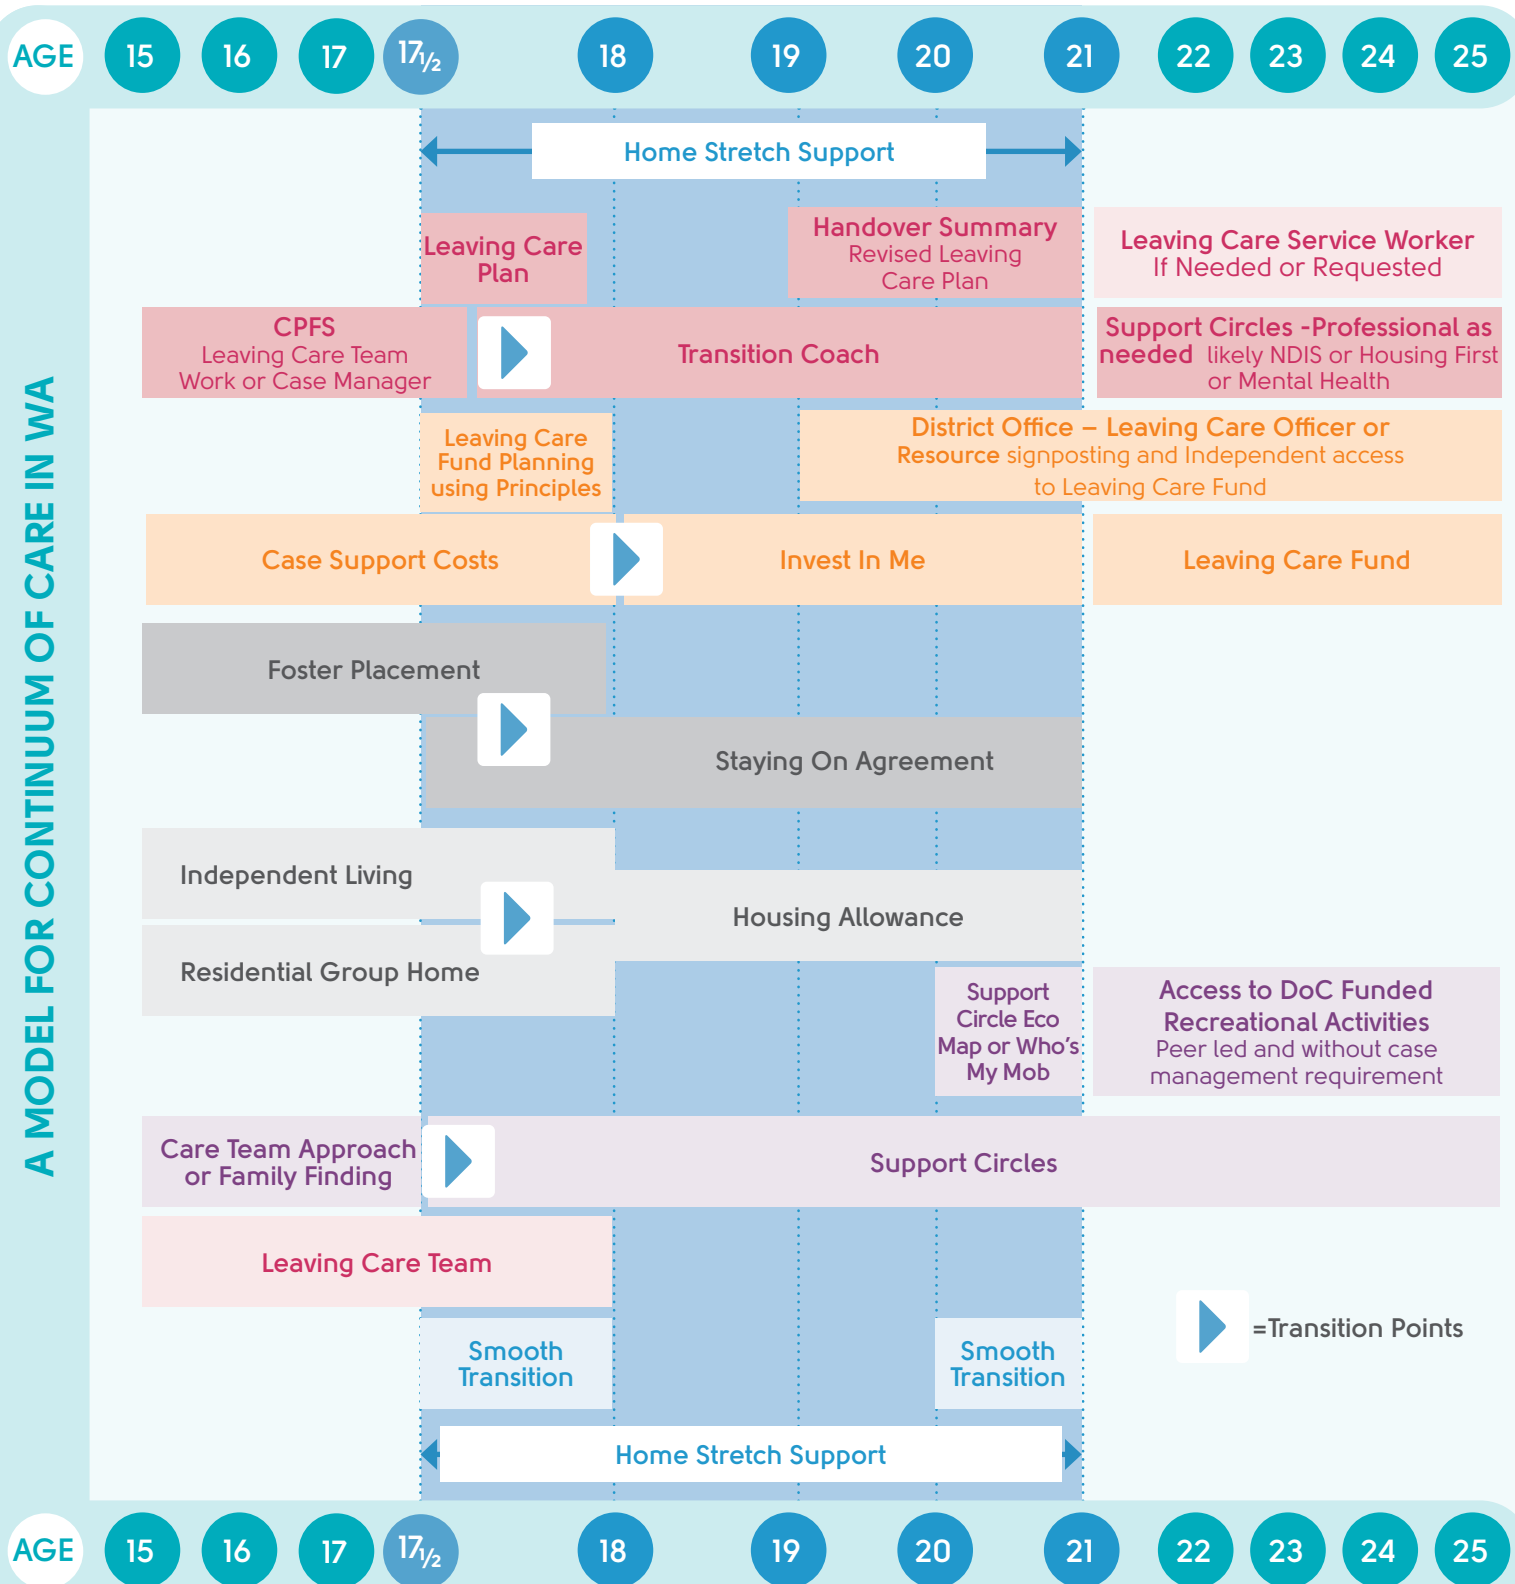 AGE 15 16 17 17½ 18 19 20 21 22 23 24 25
A MODEL FOR CONTINUUM OF CARE IN WA
Home Stretch Support
Leaving Care
Plan
Handover Summary
Revised Leaving
Care Plan
Leaving Care Service Worker
If Needed or Requested
CPFS
Leaving Care Team
Work or Case Manager
Transition Coach
Support Circles -Professional as
needed likely NDIS or Housing First
or Mental Health
Leaving Care
Fund Planning
using Principles
District Office – Leaving Care Officer or
Resource signposting and Independent access
to Leaving Care Fund
Case Support Costs
Invest In Me
Leaving Care Fund
Foster Placement
Staying On Agreement
Independent Living
Housing Allowance
Residential Group Home
Support
Circle Eco
Map or Who's
My Mob
Access to DoC Funded
Recreational Activities
Peer led and without case
management requirement
Care Team Approach
or Family Finding
Support Circles
Leaving Care Team
=Transition Points
Smooth
Transition
Smooth
Transition
Home Stretch Support
AGE 15 16 17 17½ 18 19 20 21 22 23 24 25